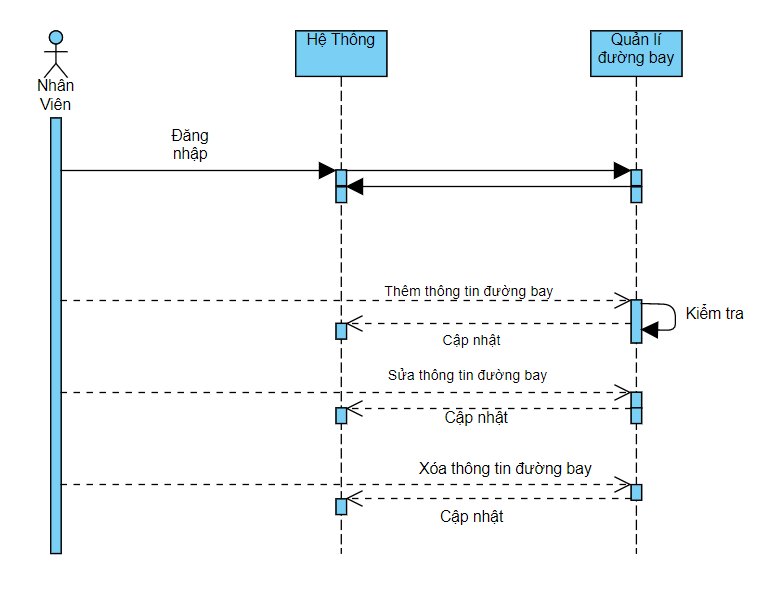 Hệ Thông
Quản lí
đường bay
Nhân
Viên
Đăng
nhập
Thêm thông tin đường bay
Kiểm tra
Cập nhật
Sửa thông tin đường bay
Cập nhật
Xóa thông tin đường bay
Cập nhật